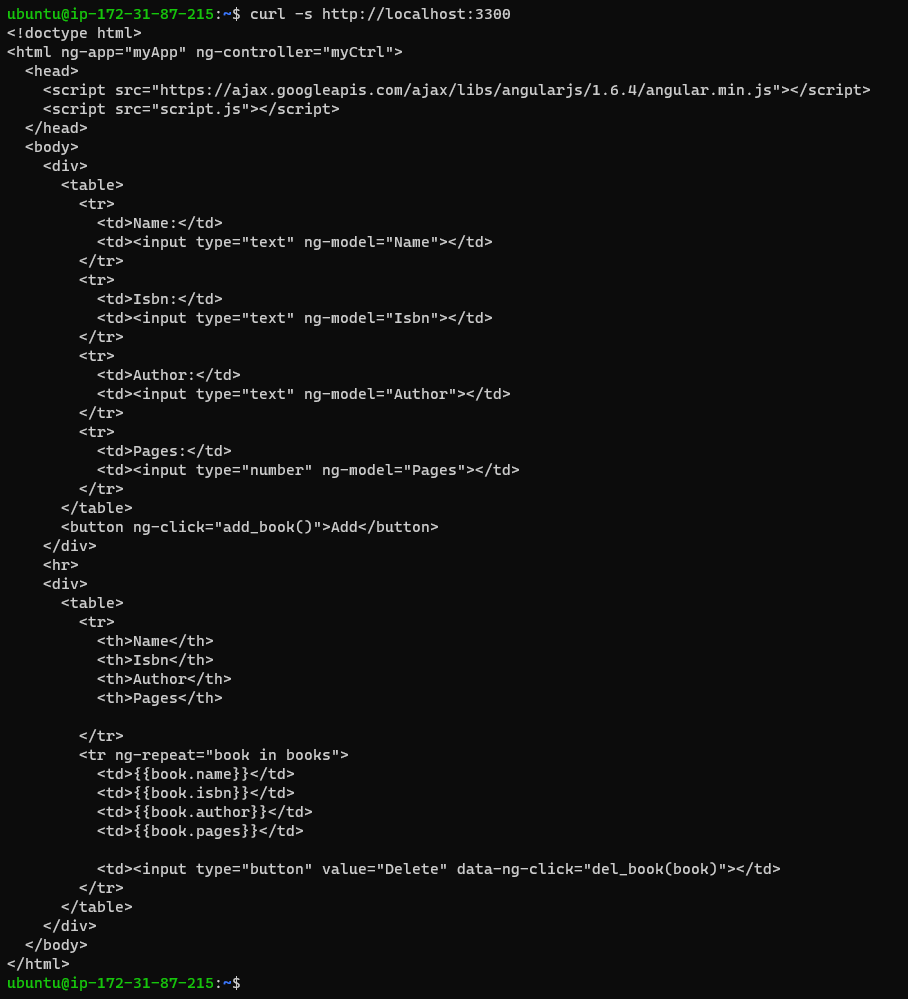 ubuntu@ip-172-31-87-215:~$ curl -s http://localhost:3300
<!doctype html>
<html ng-app="myApp" ng-controller="myCtrl">
  <head>
    <script src="https://ajax.googleapis.com/ajax/libs/angularjs/1.6.4/angular.min.js"></script>
    <script src="script.js"></script>
  </head>
  <body>
    <div>
      <table>
        <tr>
          <td>Name:</td>
          <td><input type="text" ng-model="Name"></td>
        </tr>
        <tr>
          <td>Isbn:</td>
          <td><input type="text" ng-model="Isbn"></td>
        </tr>
        <tr>
          <td>Author:</td>
          <td><input type="text" ng-model="Author"></td>
        </tr>
        <tr>
          <td>Pages:</td>
          <td><input type="number" ng-model="Pages"></td>
        </tr>
      </table>
      <button ng-click="add_book()">Add</button>
    </div>
    <hr>
    <div>
      <table>
        <tr>
          <th>Name</th>
          <th>Isbn</th>
          <th>Author</th>
          <th>Pages</th>

        </tr>
        <tr ng-repeat="book in books">
          <td>{{book.name}}</td>
          <td>{{book.isbn}}</td>
          <td>{{book.author}}</td>
          <td>{{book.pages}}</td>

          <td><input type="button" value="Delete" data-ng-click="del_book(book)"></td>
        </tr>
      </table>
    </div>
  </body>
</html>
ubuntu@ip-172-31-87-215:~$